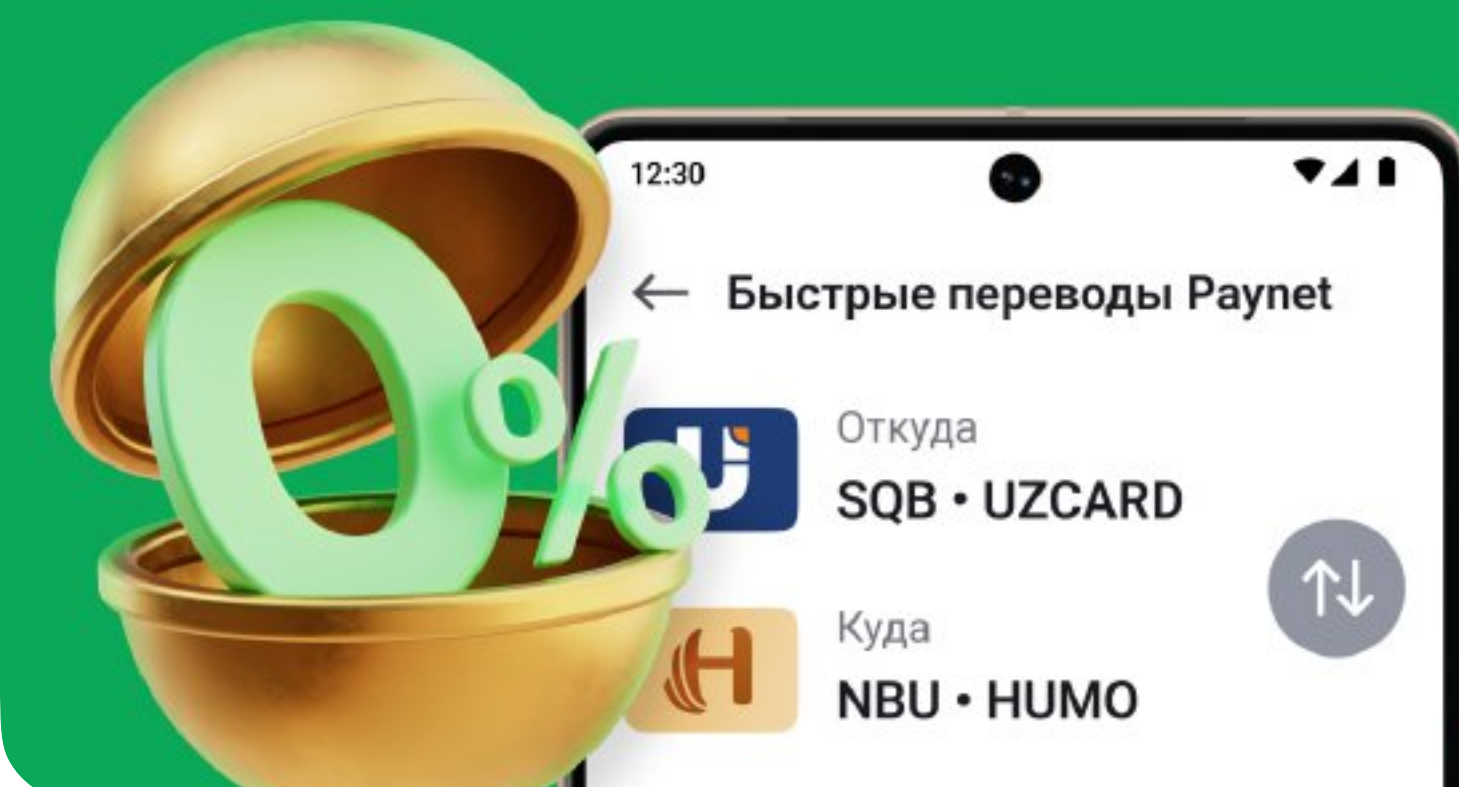 0%
12:30
Быстрые переводы Paynet
Откуда
SQB • UZCARD
Куда
NBU • HUMO